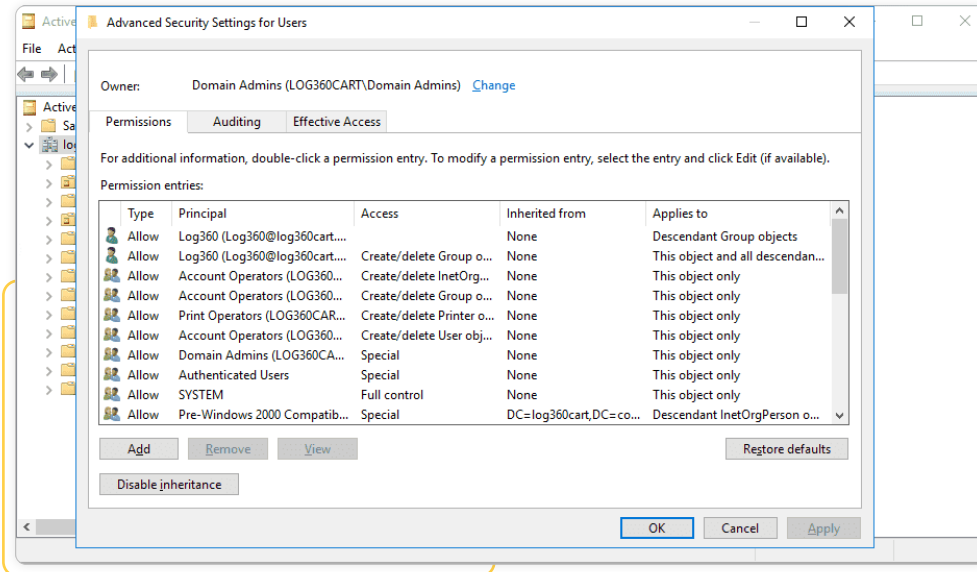 Active
Advanced Security Settings for Users
File Act
Active
Sa
log
Owner: Domain Admins (LOG360CART\Domain Admins) Change
Permissions Auditing Effective Access
For additional information, double-click a permission entry. To modify a permission entry, select the entry and click Edit (if available).
Permission entries:
Type Principal Access Inherited from Applies to
Allow Log360 (Log360@log360cart.... None Descendant Group objects
Allow Log360 (Log360@log360cart.... Create/delete Group o... None This object and all descendan...
Allow Account Operators (LOG360... Create/delete InetOrg... None This object only
Allow Account Operators (LOG360... Create/delete Group o... None This object only
Allow Print Operators (LOG360CAR... Create/delete Printer o... None This object only
Allow Account Operators (LOG360... Create/delete User obj... None This object only
Allow Domain Admins (LOG360CA... Special None This object only
Allow Authenticated Users Special None This object only
Allow SYSTEM Full control None This object only
Allow Pre-Windows 2000 Compatib... Special DC=log360cart,DC=co... Descendant InetOrgPerson o...
Add Remove View Restore defaults
Disable inheritance
OK Cancel Apply